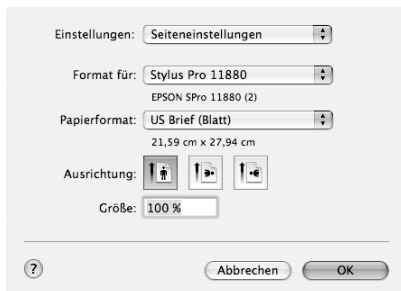 Einstellungen: Seiteneinstellungen
Format für: Stylus Pro 11880
EPSON SPro 11880 (2)
Papierformat: US Brief (Blatt)
21,59 cm x 27,94 cm
Ausrichtung:
Größe: 100 %
? Abbrechen OK